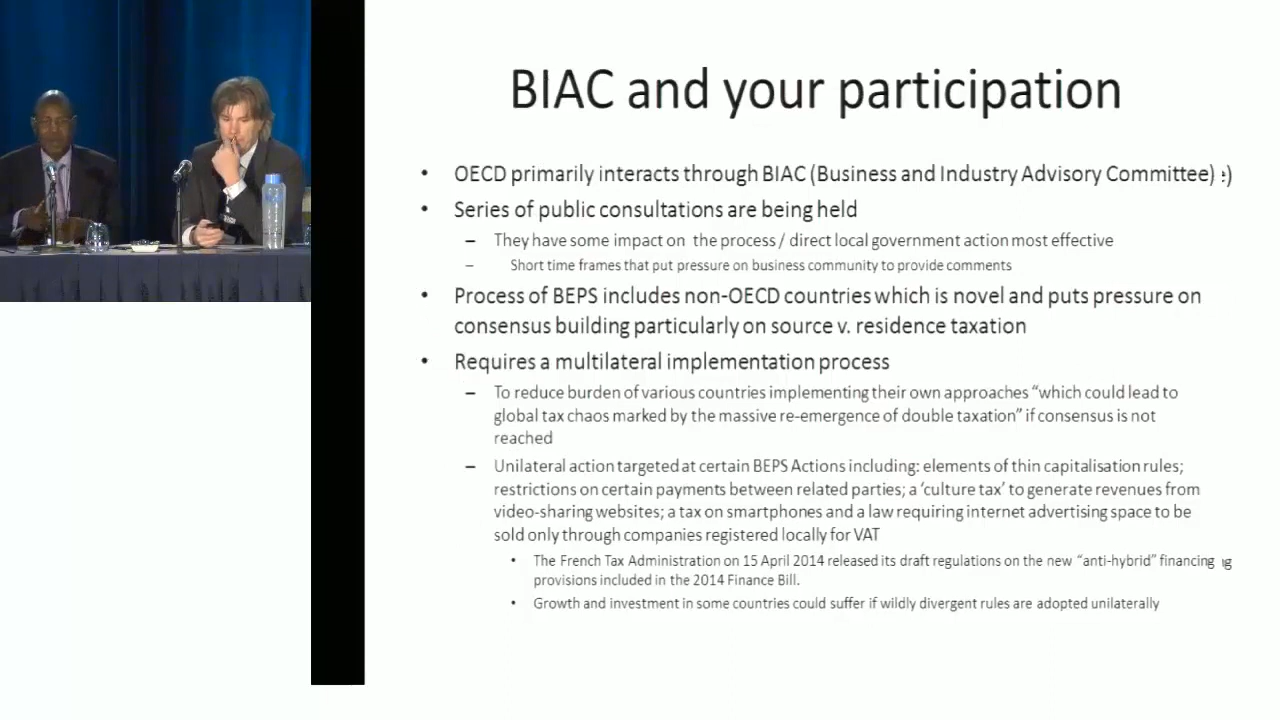 BIAC and your participation
• OECD primarily interacts through BIAC (Business and Industry Advisory Committee) :)
• Series of public consultations are being held
– They have some impact on the process / direct local government action most effective
– Short time frames that put pressure on business community to provide comments
• Process of BEPS includes non-OECD countries which is novel and puts pressure on
consensus building particularly on source v. residence taxation
• Requires a multilateral implementation process
– To reduce burden of various countries implementing their own approaches “which could lead to
global tax chaos marked by the massive re-emergence of double taxation” if consensus is not
reached
– Unilateral action targeted at certain BEPS Actions including: elements of thin capitalisation rules;
restrictions on certain payments between related parties; a ‘culture tax’ to generate revenues from
video-sharing websites; a tax on smartphones and a law requiring internet advertising space to be
sold only through companies registered locally for VAT
• The French Tax Administration on 15 April 2014 released its draft regulations on the new “anti-hybrid” financing g
provisions included in the 2014 Finance Bill.
• Growth and investment in some countries could suffer if wildly divergent rules are adopted unilaterally